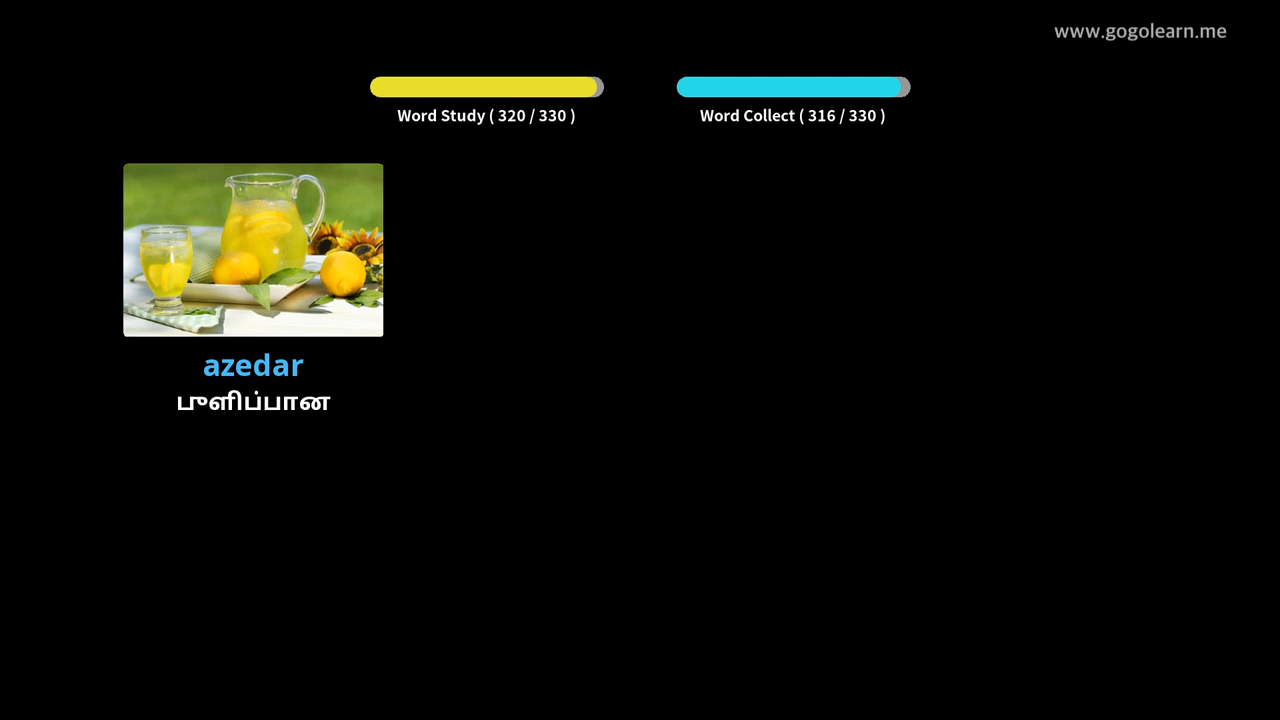 www.gogolearn.me
Word Study ( 320 / 330 )
Word Collect ( 316 / 330 )
azedar
புளிப்பான